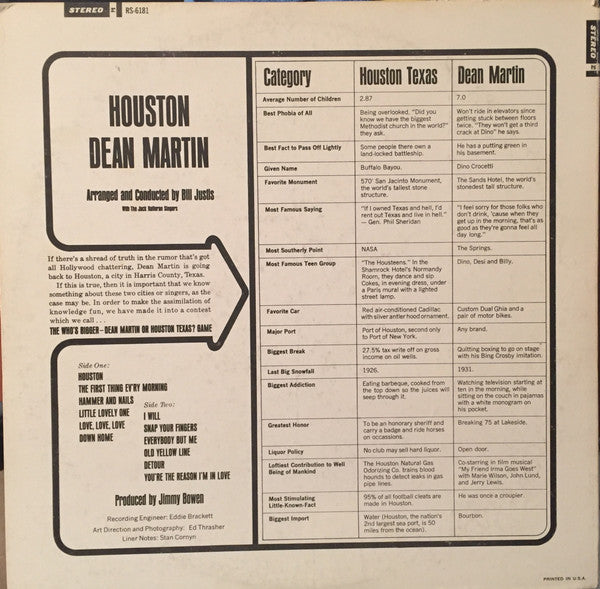 STEREO r RS-6181
STEREO r
HOUSTON
DEAN MARTIN
Arranged and Conducted by Bill Justis
With The Jack Halloran Singers
If there's a shred of truth in the rumor that's got
all Hollywood chattering, Dean Martin is going
back to Houston, a city in Harris County, Texas.
If this is true, then it is important that we know
something about these two cities or singers, as the
case may be. In order to make the assimilation of
knowledge fun, we have made it into a contest
which we call . . .
THE WHO'S BIGGER—DEAN MARTIN OR HOUSTON TEXAS? GAME
Side One:
HOUSTON
THE FIRST THING EV'RY MORNING
HAMMER AND NAILS
LITTLE LOVELY ONE
LOVE, LOVE, LOVE
DOWN HOME
Side Two:
I WILL
SNAP YOUR FINGERS
EVERYBODY BUT ME
OLD YELLOW LINE
DETOUR
YOU'RE THE REASON I'M IN LOVE
Produced by Jimmy Bowen
Recording Engineer: Eddie Brackett
Art Direction and Photography: Ed Thrasher
Liner Notes: Stan Cornyn
Category Houston Texas Dean Martin
Average Number of Children 2.87 7.0
Best Phobia of All
Being overlooked. "Did you
know we have the biggest
Methodist church in the world?"
they ask.
Won't ride in elevators since
getting stuck between floors
twice. "They won't get a third
crack at Dino" he says.
Best Fact to Pass Off Lightly
Some people there own a
land-locked battleship.
He has a putting green in
his basement.
Given Name Buffalo Bayou. Dino Crocetti
Favorite Monument
570' San Jacinto Monument,
the world's tallest stone
structure.
The Sands Hotel, the world's
stonedest tall structure.
Most Famous Saying
"If I owned Texas and hell, I'd
rent out Texas and live in hell."
— Gen. Phil Sheridan
"I feel sorry for those folks who
don't drink, 'cause when they
get up in the morning, that's as
good as they're gonna feel all
day long."
Most Southerly Point NASA The Springs.
Most Famous Teen Group
"The Housteens." In the
Shamrock Hotel's Normandy
Room, they dance and sip
Cokes, in evening dress, under
a Paris mural with a lighted
street lamp.
Dino, Desi and Billy.
Favorite Car
Red air-conditioned Cadillac
with silver antler hood ornament.
Custom Dual Ghia and a
pair of motor bikes.
Major Port
Port of Houston, second only
to Port of New York.
Any brand.
Biggest Break
27.5% tax write off on gross
income on oil wells.
Quilting boxing to go on stage
with his Bing Crosby imitation.
Last Big Snowfall 1926. 1931.
Biggest Addiction
Eating barbeque, cooked from
the top down so the juices will
seep through it.
Watching television starting at
ten in the morning, while
sitting on the couch in pajamas
with a white monogram on
his pocket.
Greatest Honor
To be an honorary sheriff and
carry a badge and ride horses
on occassions.
Breaking 75 at Lakeside.
Liquor Policy No club may sell hard liquor. Open door.
Loftiest Contribution to Well
Being of Mankind
The Houston Natural Gas
Odorizing Co. trains blood
hounds to detect leaks in gas
pipe lines.
Co-starring in film musical
"My Friend Irma Goes West"
with Marie Wilson, John Lund,
and Jerry Lewis.
Most Stimulating
Little-Known-Fact
95% of all football cleats are
made in Houston.
He was once a croupier.
Biggest Import
Water (Houston, the nation's
2nd largest sea port, is 50
miles from the ocean).
Bourbon.
PRINTED IN U.S.A.